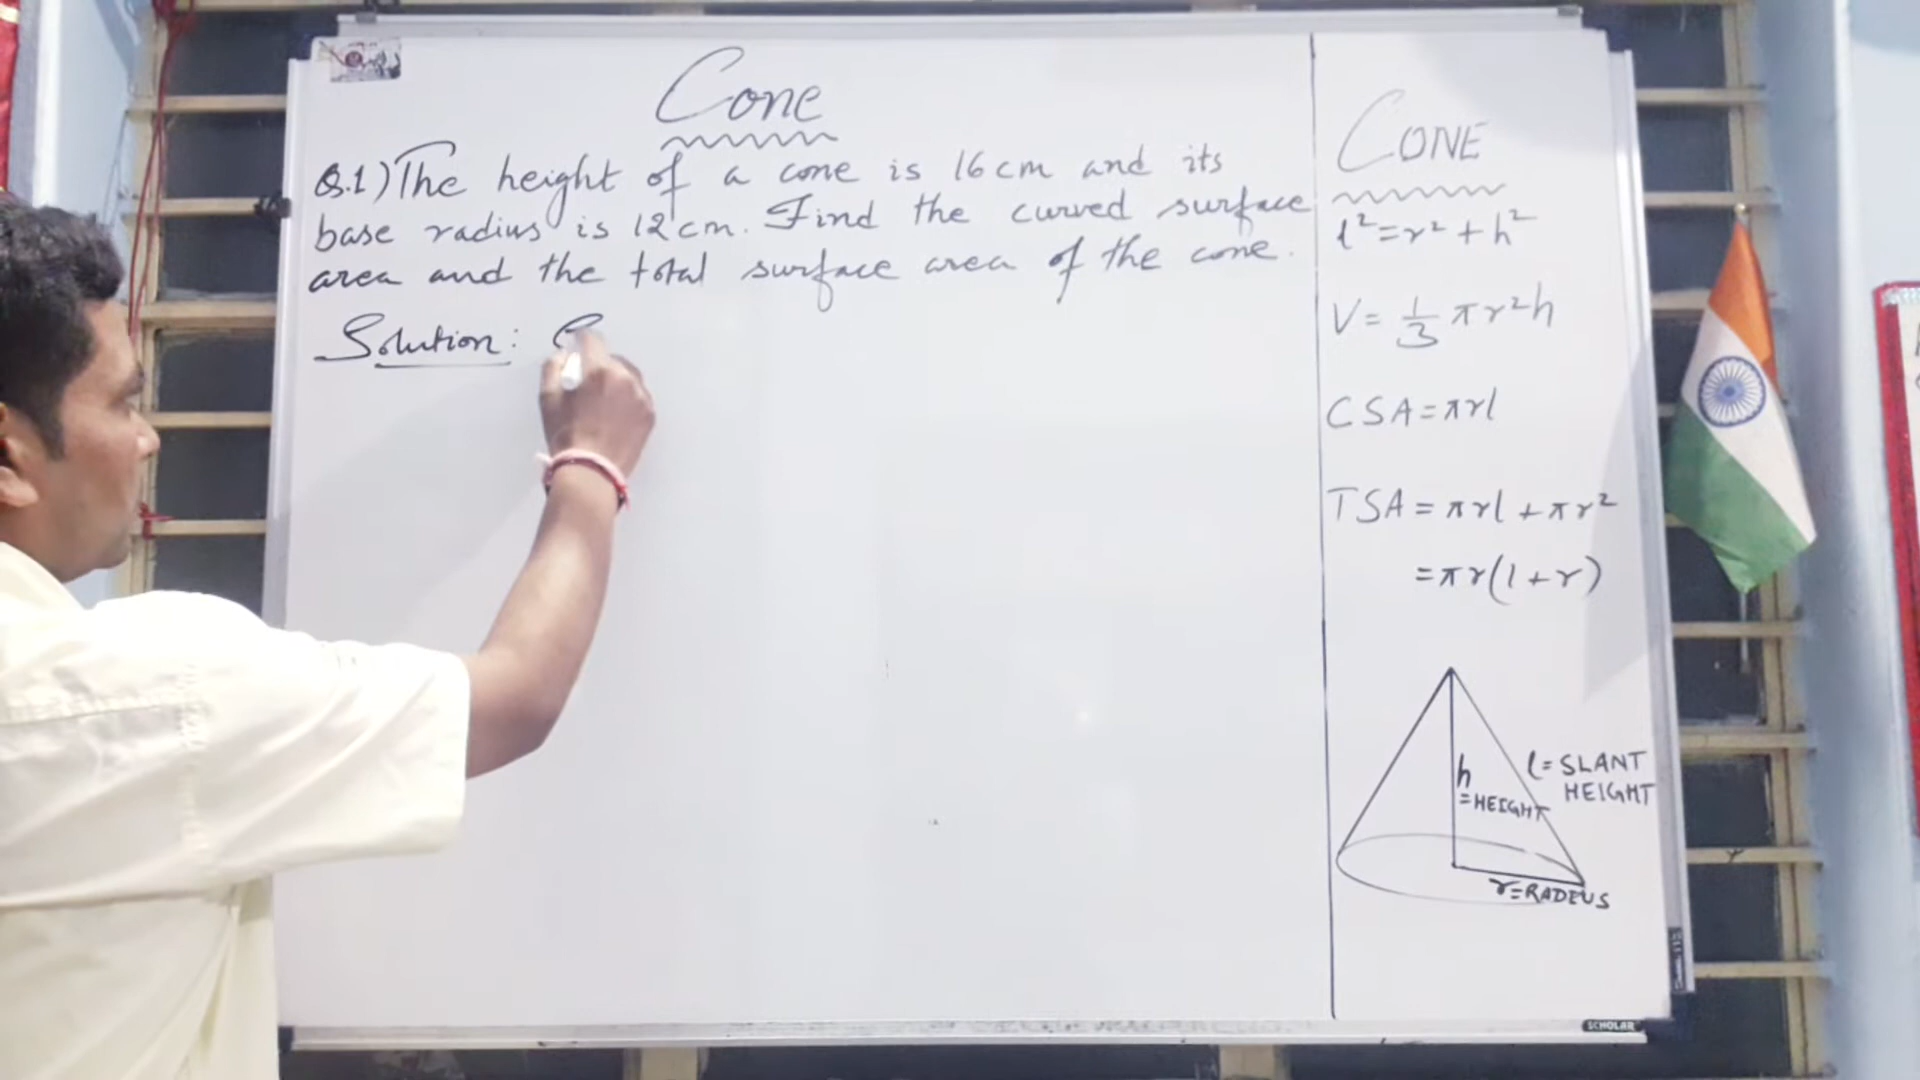 Cone
Q.1) The height of a cone is 16 cm and its
base radius is 12 cm. Find the curved surface
area and the total surface area of the cone.
Solution: G
CONE
l² = r² + h²
V = 1/3 πr²h
CSA = πrl
TSA = πrl + πr²
= πr(l + r)
h
= HEIGHT
l = SLANT
HEIGHT
r = RADIUS
SCHOLAR